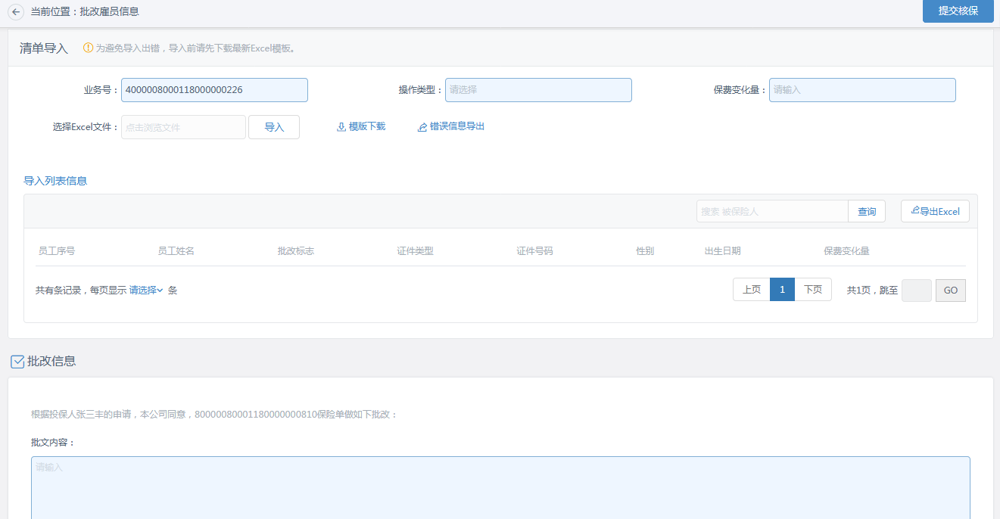 当前位置：批改雇员信息 提交核保
清单导入 为避免导入出错，导入前请先下载最新Excel模板。
业务号： 4000008000118000000226 操作类型： 请选择 保费变化量： 请输入
选择Excel文件： 点击浏览文件 导入 模版下载 错误信息导出
导入列表信息
搜索 被保险人 查询 导出Excel
员工序号 员工姓名 批改标志 证件类型 证件号码 性别 出生日期 保费变化量
共有条记录，每页显示 请选择 条 上页 1 下页 共1页，跳至 GO
批改信息
根据投保人张三丰的申请，本公司同意，80000080001180000000810保险单做如下批改：
批文内容：
请输入